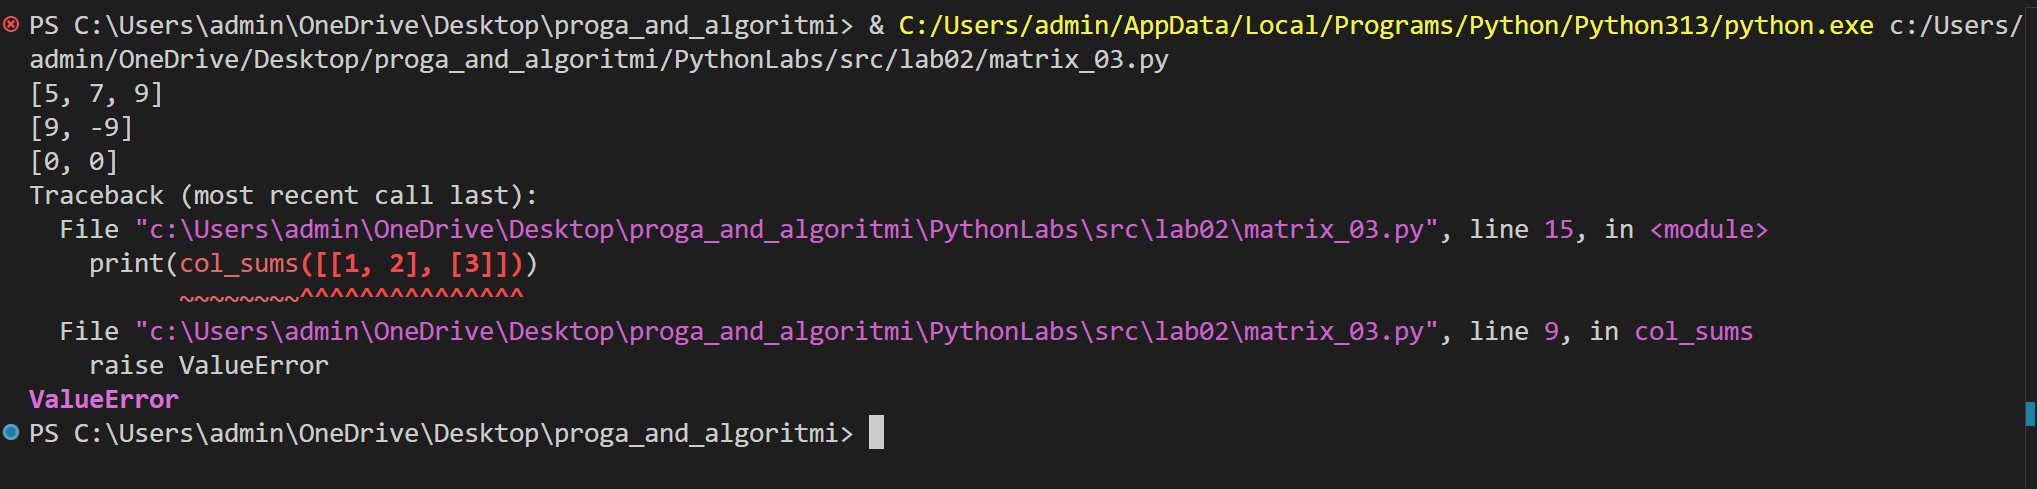 PS C:\Users\admin\OneDrive\Desktop\proga_and_algoritmi> & C:/Users/admin/AppData/Local/Programs/Python/Python313/python.exe c:/Users/
admin/OneDrive/Desktop/proga_and_algoritmi/PythonLabs/src/lab02/matrix_03.py
[5, 7, 9]
[9, -9]
[0, 0]
Traceback (most recent call last):
  File "c:\Users\admin\OneDrive\Desktop\proga_and_algoritmi\PythonLabs\src\lab02\matrix_03.py", line 15, in <module>
    print(col_sums([[1, 2], [3]]))
          ~~~~~~~~^^^^^^^^^^^^^^^
  File "c:\Users\admin\OneDrive\Desktop\proga_and_algoritmi\PythonLabs\src\lab02\matrix_03.py", line 9, in col_sums
    raise ValueError
ValueError
PS C:\Users\admin\OneDrive\Desktop\proga_and_algoritmi>